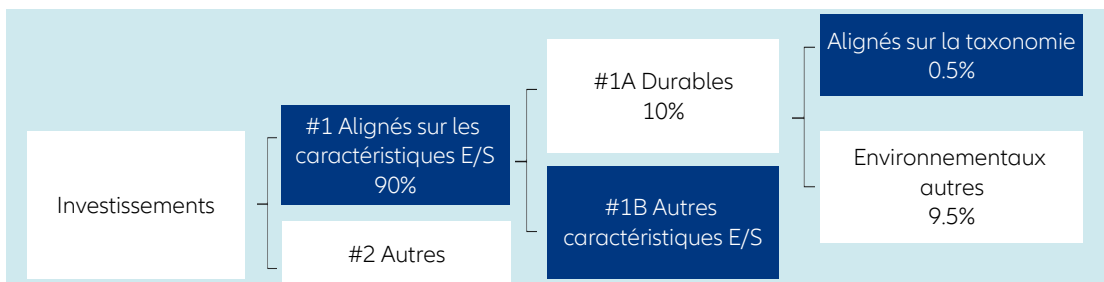 Investissements
#1 Alignés sur les
caractéristiques E/S
90%
#2 Autres
#1A Durables
10%
#1B Autres
caractéristiques E/S
Alignés sur la taxonomie
0.5%
Environnementaux
autres
9.5%